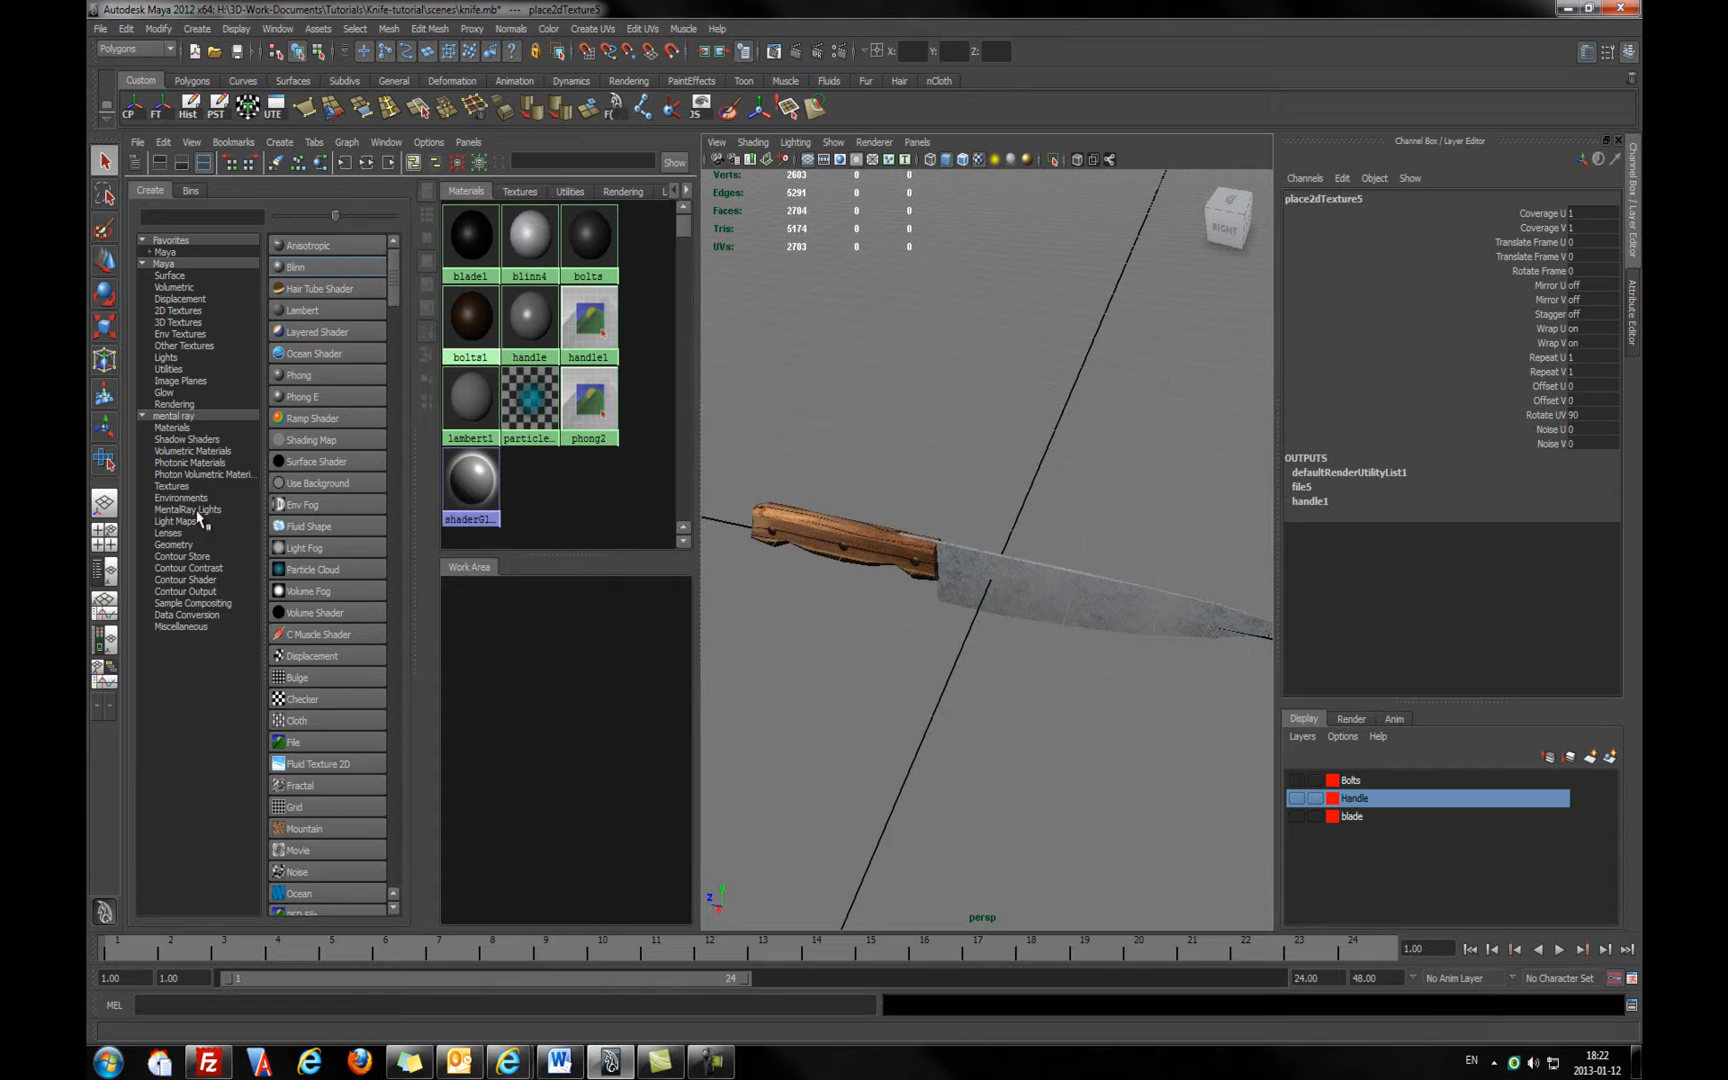 Autodesk Maya 2012 x64: H:\3D-Work-Documents\Tutorials\Knife-tutorial\scenes\knife.mb* --- place2dTexture5
File Edit Modify Create Display Window Assets Select Mesh Edit Mesh Proxy Normals Color Create UVs Edit UVs Muscle Help
Polygons X: Y: Z:
Custom Polygons Curves Surfaces Subdivs General Deformation Animation Dynamics Rendering PaintEffects Toon Muscle Fluids Fur Hair nCloth
CP FT Hist PST UTE F( JS
File Edit View Bookmarks Create Tabs Graph Window Options Panels
Show
Create Bins
Favorites
+ Maya
Maya
Surface
Volumetric
Displacement
2D Textures
3D Textures
Env Textures
Other Textures
Lights
Utilities
Image Planes
Glow
Rendering
mental ray
Materials
Shadow Shaders
Volumetric Materials
Photonic Materials
Photon Volumetric Materi...
Textures
Environments
MentalRay Lights
Light Maps
Lenses
Geometry
Contour Store
Contour Contrast
Contour Shader
Contour Output
Sample Compositing
Data Conversion
Miscellaneous
Anisotropic
Blinn
Hair Tube Shader
Lambert
Layered Shader
Ocean Shader
Phong
Phong E
Ramp Shader
Shading Map
Surface Shader
Use Background
Env Fog
Fluid Shape
Light Fog
Particle Cloud
Volume Fog
Volume Shader
C Muscle Shader
Displacement
Bulge
Checker
Cloth
File
Fluid Texture 2D
Fractal
Grid
Mountain
Movie
Noise
Ocean
PSD File
Materials Textures Utilities Rendering L
blade1 blinn4 bolts
bolts1 handle handle1
lambert1 particle... phong2
shaderGl...
Work Area
View Shading Lighting Show Renderer Panels
Verts: 2603 0 0
Edges: 5291 0 0
Faces: 2704 0 0
Tris: 5174 0 0
UVs: 2703 0 0
RIGHT
y
z
persp
Channel Box / Layer Editor
Channels Edit Object Show
place2dTexture5
Coverage U 1
Coverage V 1
Translate Frame U 0
Translate Frame V 0
Rotate Frame 0
Mirror U off
Mirror V off
Stagger off
Wrap U on
Wrap V on
Repeat U 1
Repeat V 1
Offset U 0
Offset V 0
Rotate UV 90
Noise U 0
Noise V 0
OUTPUTS
defaultRenderUtilityList1
file5
handle1
Channel Box / Layer Editor
Attribute Editor
Display Render Anim
Layers Options Help
Bolts
Handle
blade
1 2 3 4 5 6 7 8 9 10 11 12 13 14 15 16 17 18 19 20 21 22 23 24 1.00
1.00 1.00 1 24 24.00 48.00 No Anim Layer No Character Set
MEL
EN 18:22
2013-01-12